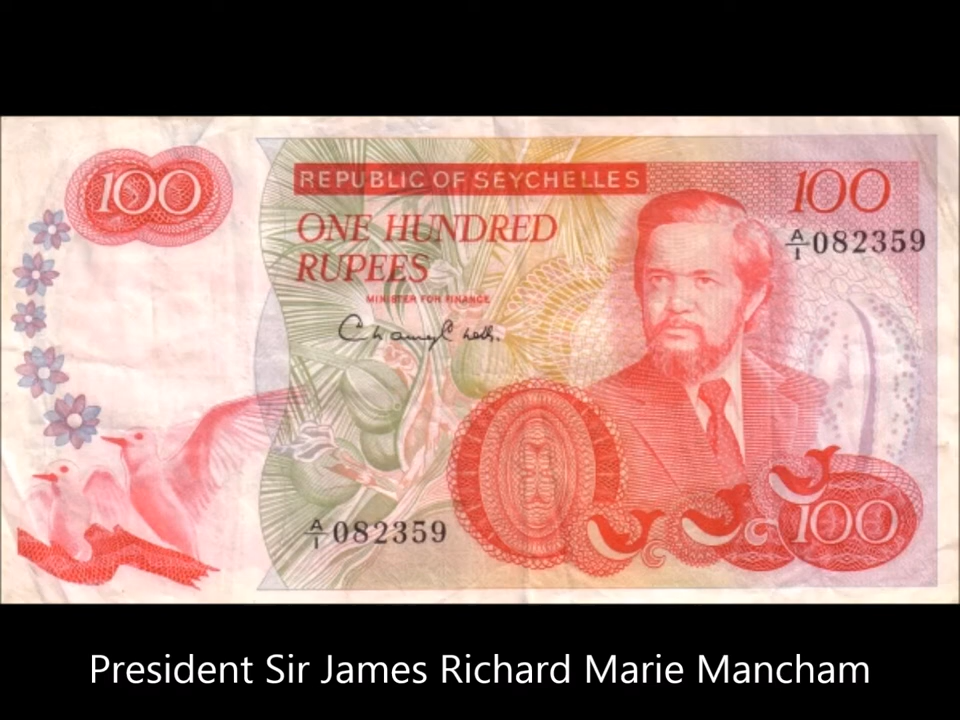 100
REPUBLIC OF SEYCHELLES
100
A/1 082359
ONE HUNDRED
RUPEES
MINISTER FOR FINANCE
A/1 082359
100
President Sir James Richard Marie Mancham